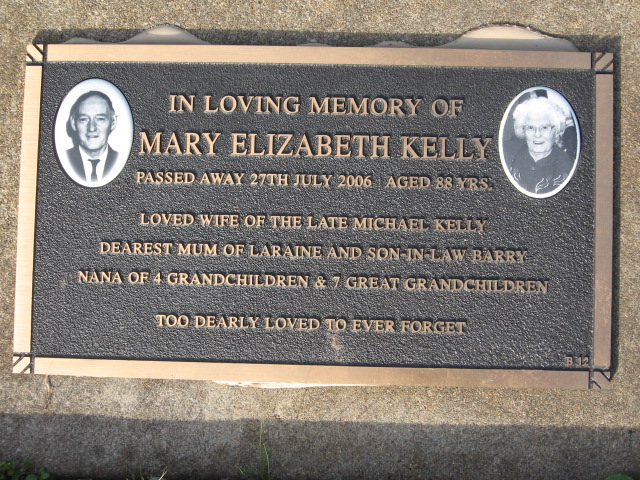 IN LOVING MEMORY OF
MARY ELIZABETH KELLY
PASSED AWAY 27TH JULY 2006 AGED 88 YRS.
LOVED WIFE OF THE LATE MICHAEL KELLY
DEAREST MUM OF LARAINE AND SON-IN-LAW BARRY
NANA OF 4 GRANDCHILDREN & 7 GREAT GRANDCHILDREN
TOO DEARLY LOVED TO EVER FORGET
B 12